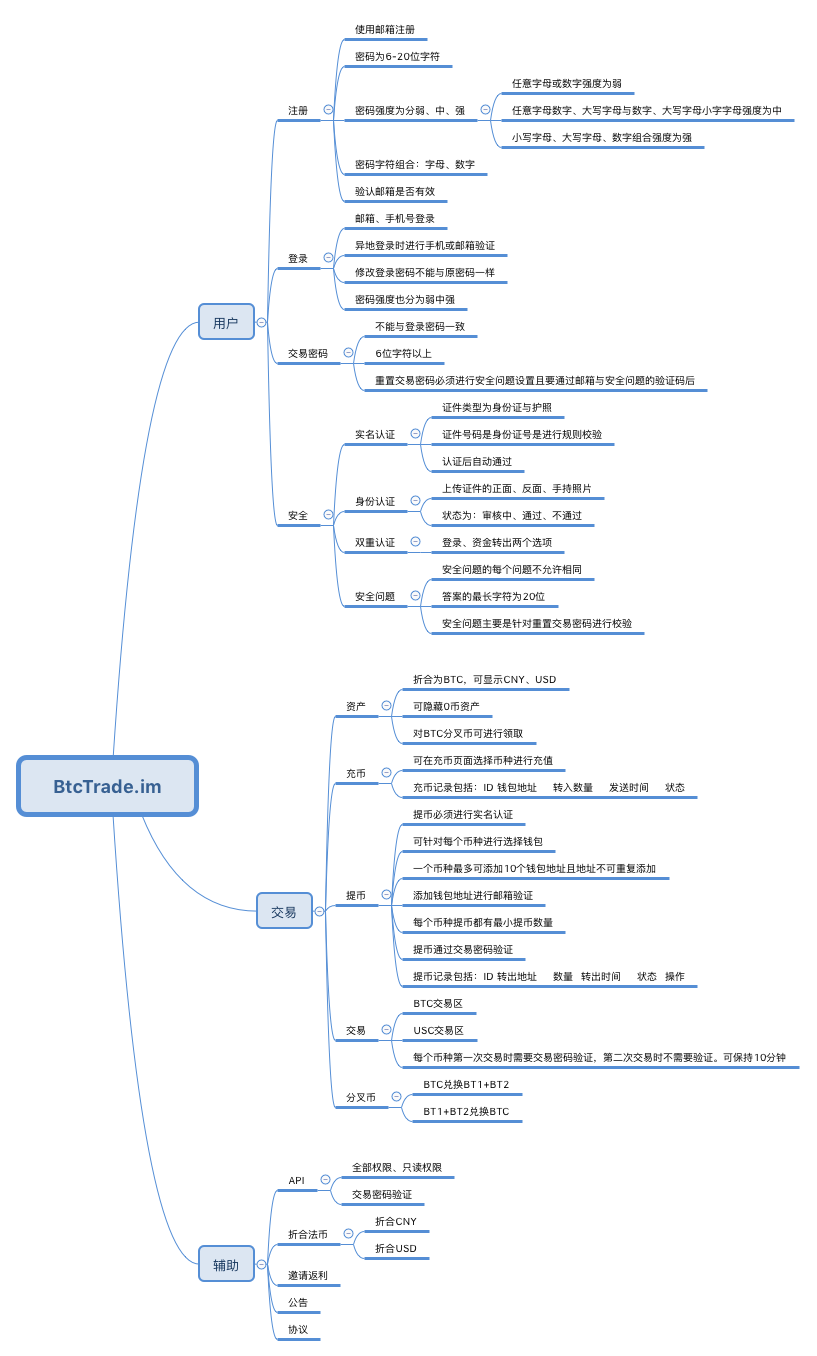 BtcTrade.im
用户
注册
使用邮箱注册
密码为6-20位字符
密码强度为分弱、中、强
任意字母或数字强度为弱
任意字母数字、大写字母与数字、大写字母小字字母强度为中
小写字母、大写字母、数字组合强度为强
密码字符组合：字母、数字
验认邮箱是否有效
登录
邮箱、手机号登录
异地登录时进行手机或邮箱验证
修改登录密码不能与原密码一样
密码强度也分为弱中强
交易密码
不能与登录密码一致
6位字符以上
重置交易密码必须进行安全问题设置且要通过邮箱与安全问题的验证码后
安全
实名认证
证件类型为身份证与护照
证件号码是身份证号是进行规则校验
认证后自动通过
身份认证
上传证件的正面、反面、手持照片
状态为：审核中、通过、不通过
双重认证
登录、资金转出两个选项
安全问题
安全问题的每个问题不允许相同
答案的最长字符为20位
安全问题主要是针对重置交易密码进行校验
交易
资产
折合为BTC，可显示CNY、USD
可隐藏0币资产
对BTC分叉币可进行领取
充币
可在充币页面选择币种进行充值
充币记录包括：ID 钱包地址 转入数量 发送时间 状态
提币
提币必须进行实名认证
可针对每个币种进行选择钱包
一个币种最多可添加10个钱包地址且地址不可重复添加
添加钱包地址进行邮箱验证
每个币种提币都有最小提币数量
提币通过交易密码验证
提币记录包括：ID 转出地址 数量 转出时间 状态 操作
交易
BTC交易区
USC交易区
每个币种第一次交易时需要交易密码验证，第二次交易时不需要验证。可保持10分钟
分叉币
BTC兑换BT1+BT2
BT1+BT2兑换BTC
辅助
API
全部权限、只读权限
交易密码验证
折合法币
折合CNY
折合USD
邀请返利
公告
协议